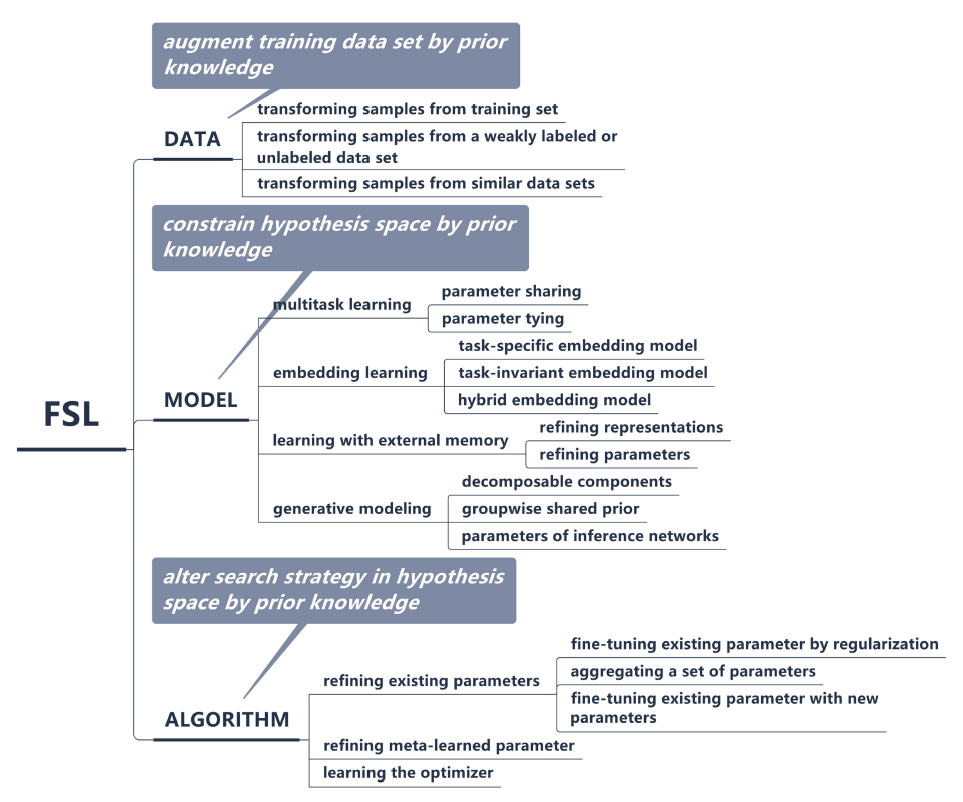 augment training data set by prior
knowledge
transforming samples from training set
DATA
transforming samples from a weakly labeled or
unlabeled data set
transforming samples from similar data sets
constrain hypothesis space by prior
knowledge
multitask learning
parameter sharing
parameter tying
task-specific embedding model
embedding learning
task-invariant embedding model
hybrid embedding model
MODEL
FSL
learning with external memory
refining representations
refining parameters
decomposable components
generative modeling
groupwise shared prior
parameters of inference networks
alter search strategy in hypothesis
space by prior knowledge
fine-tuning existing parameter by regularization
refining existing parameters
aggregating a set of parameters
fine-tuning existing parameter with new
parameters
ALGORITHM
refining meta-learned parameter
learning the optimizer